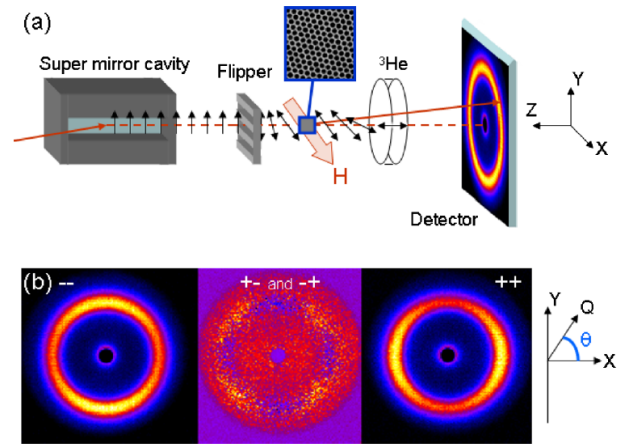 (a)
Super mirror cavity
Flipper
³He
H
Detector
Y
Z
X
(b)
--
+- and -+
++
Y
Q
θ
X